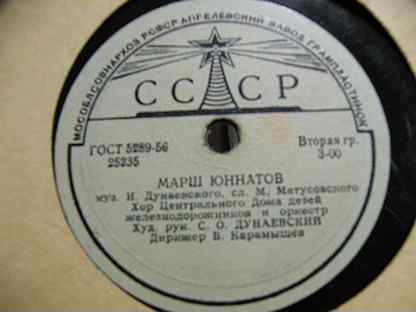 МОСОБЛСОВНАРХОЗ РСФСР АПРЕЛЕВСКИЙ ЗАВОД ГРАМПЛАСТИНОК
СССР
ГОСТ 5289-56
25235
Вторая гр.
3-00
МАРШ ЮННАТОВ
муз. И. Дунаевского, сл. М. Матусовского
Хор Центрального Дома детей
железнодорожников и оркестр
Худ. рук. С. О. ДУНАЕВСКИЙ
Дирижер В. Карамышев